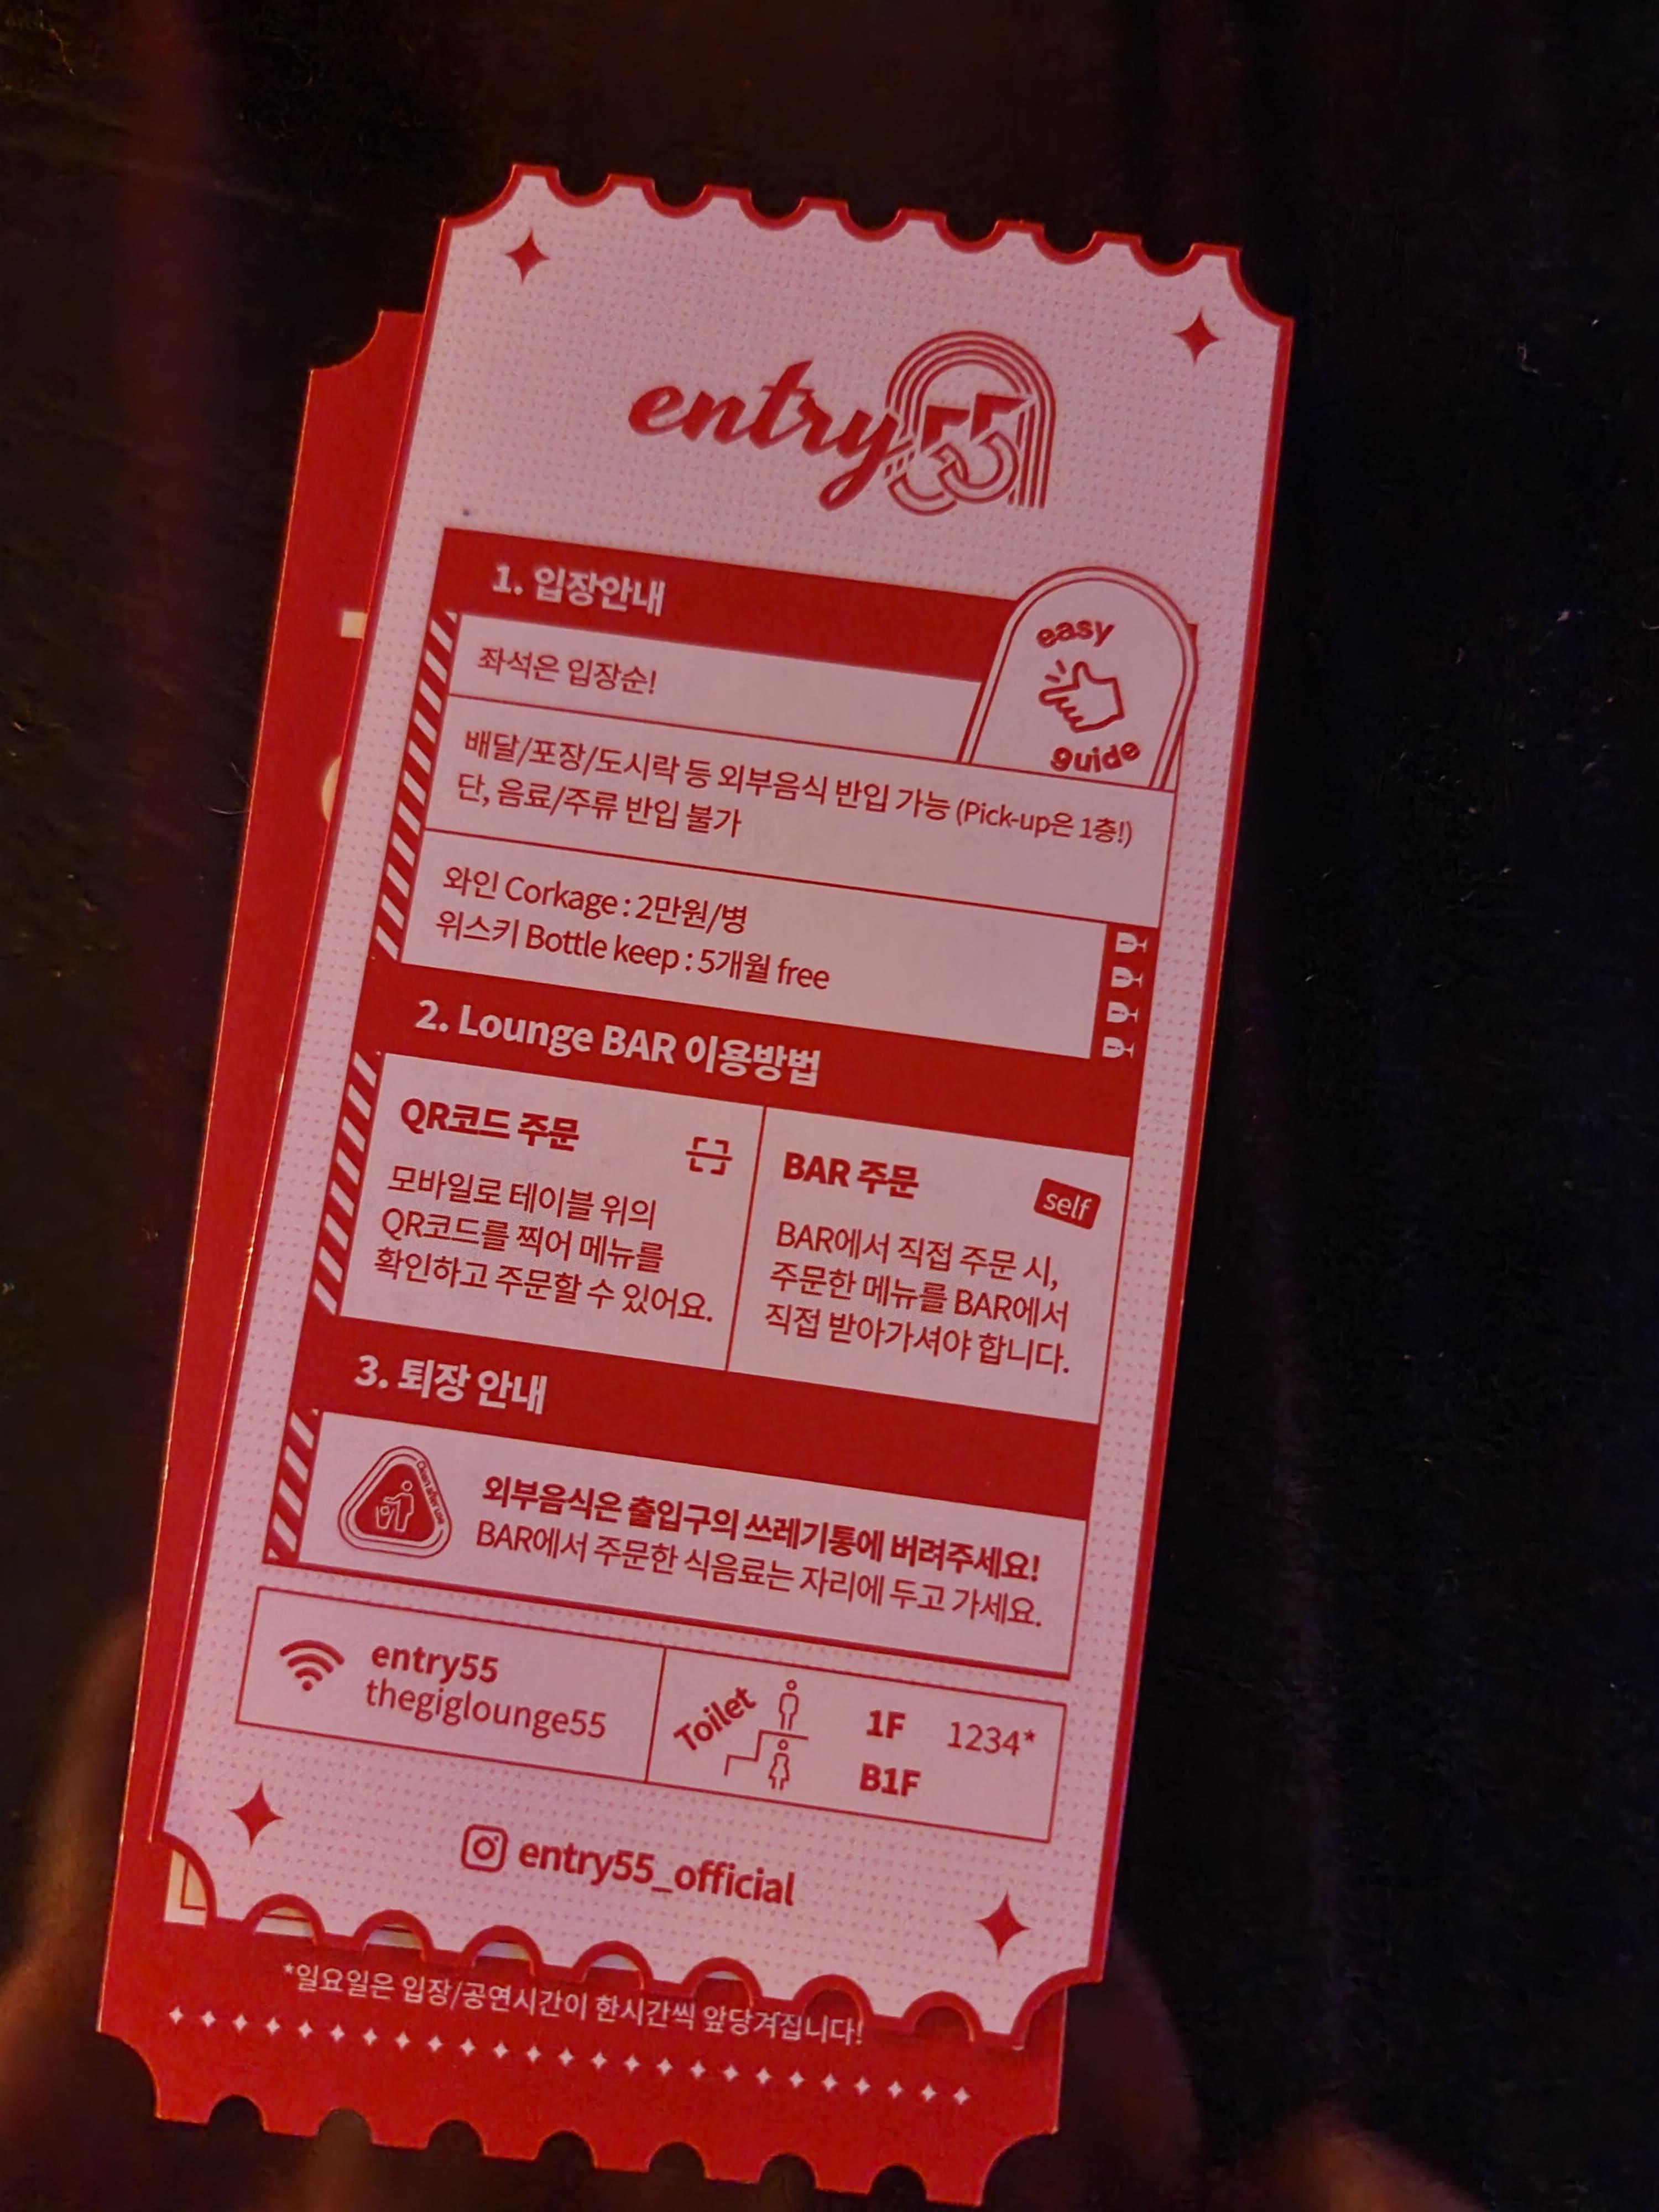 entry55
1. 입장안내
easy
guide
좌석은 입장순!
배달/포장/도시락 등 외부음식 반입 가능 (Pick-up은 1층!)
단, 음료/주류 반입 불가
와인 Corkage : 2만원/병
위스키 Bottle keep : 5개월 free
2. Lounge BAR 이용방법
QR코드 주문
모바일로 테이블 위의
QR코드를 찍어 메뉴를
확인하고 주문할 수 있어요.
BAR 주문
self
BAR에서 직접 주문 시,
주문한 메뉴를 BAR에서
직접 받아가셔야 합니다.
3. 퇴장 안내
외부음식은 출입구의 쓰레기통에 버려주세요!
BAR에서 주문한 식음료는 자리에 두고 가세요.
entry55
thegiglounge55
Toilet
1F 1234*
B1F
entry55_official
*일요일은 입장/공연시간이 한시간씩 앞당겨집니다!